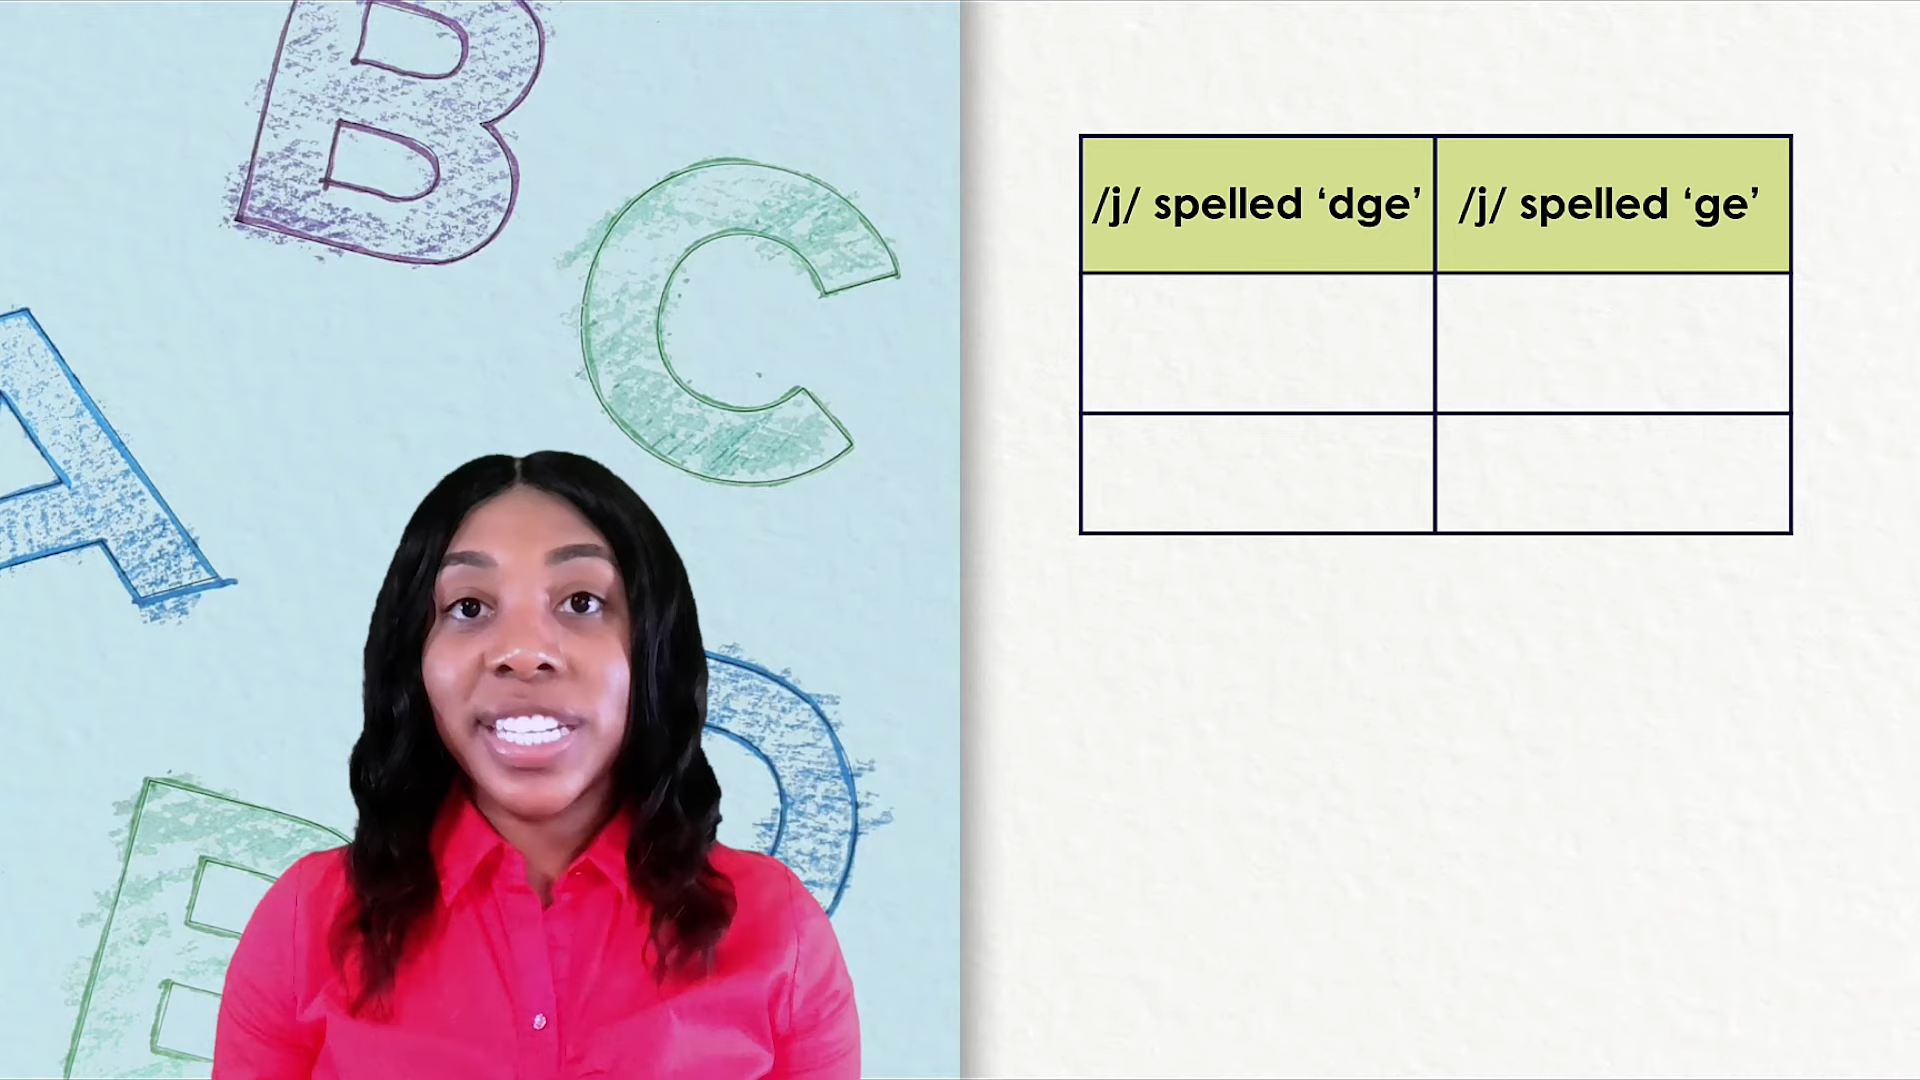 B
C
A
D
E
/j/ spelled ‘dge’
/j/ spelled ‘ge’